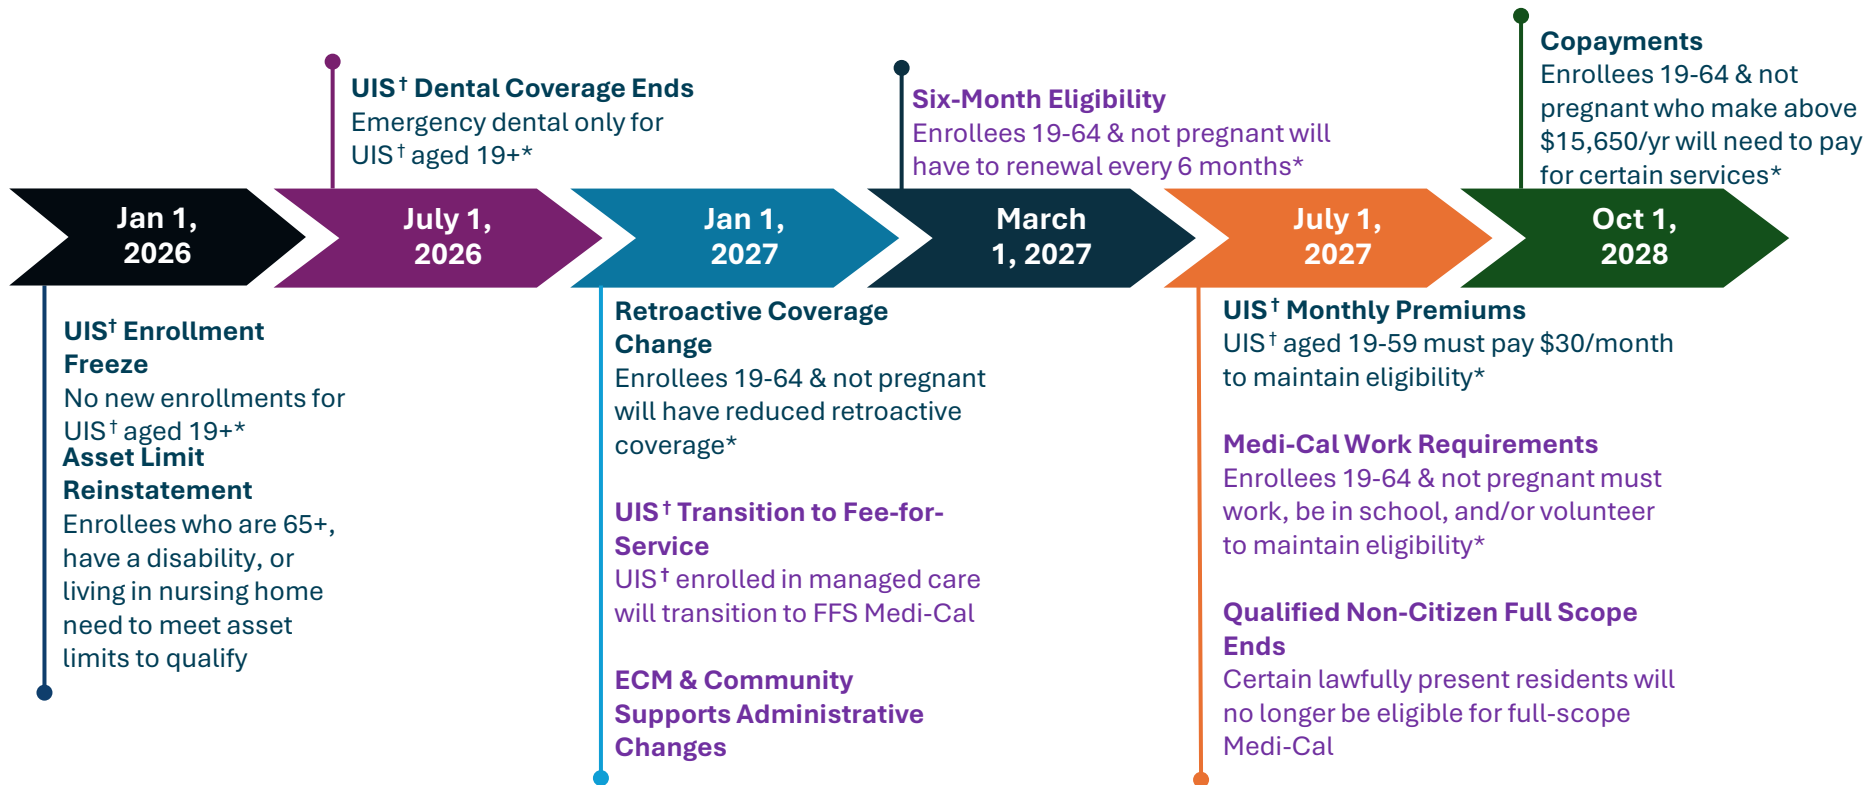 Jan 1,
2026
UIS† Enrollment
Freeze
No new enrollments for
UIS† aged 19+*
Asset Limit
Reinstatement
Enrollees who are 65+,
have a disability, or
living in nursing home
need to meet asset
limits to qualify
UIS† Dental Coverage Ends
Emergency dental only for
UIS† aged 19+*
July 1,
2026
Jan 1,
2027
Retroactive Coverage
Change
Enrollees 19-64 & not pregnant
will have reduced retroactive
coverage*
UIS† Transition to Fee-for-
Service
UIS† enrolled in managed care
will transition to FFS Medi-Cal
ECM & Community
Supports Administrative
Changes
Six-Month Eligibility
Enrollees 19-64 & not pregnant will
have to renewal every 6 months*
March
1, 2027
July 1,
2027
UIS† Monthly Premiums
UIS† aged 19-59 must pay $30/month
to maintain eligibility*
Medi-Cal Work Requirements
Enrollees 19-64 & not pregnant must
work, be in school, and/or volunteer
to maintain eligibility*
Qualified Non-Citizen Full Scope
Ends
Certain lawfully present residents will
no longer be eligible for full-scope
Medi-Cal
Copayments
Enrollees 19-64 & not
pregnant who make above
$15,650/yr will need to pay
for certain services*
Oct 1,
2028